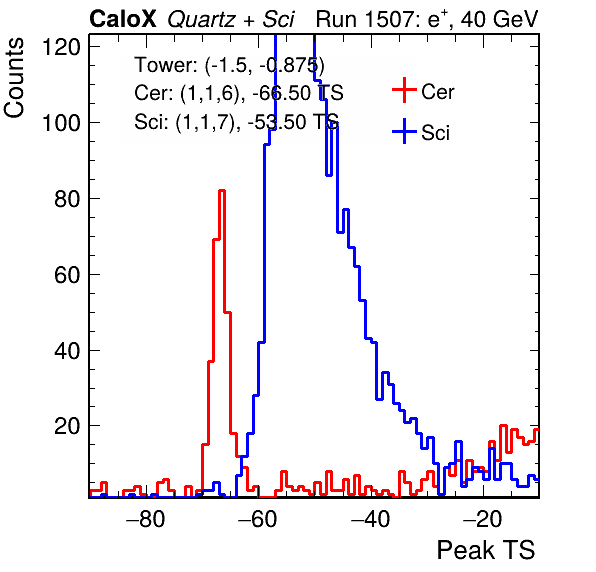 CaloX Quartz + Sci Run 1507: e⁺, 40 GeV
Counts
Tower: (-1.5, -0.875)
Cer: (1,1,6), -66.50 TS
Sci: (1,1,7), -53.50 TS
Cer
Sci
120
100
80
60
40
20
−80 −60 −40 −20
Peak TS